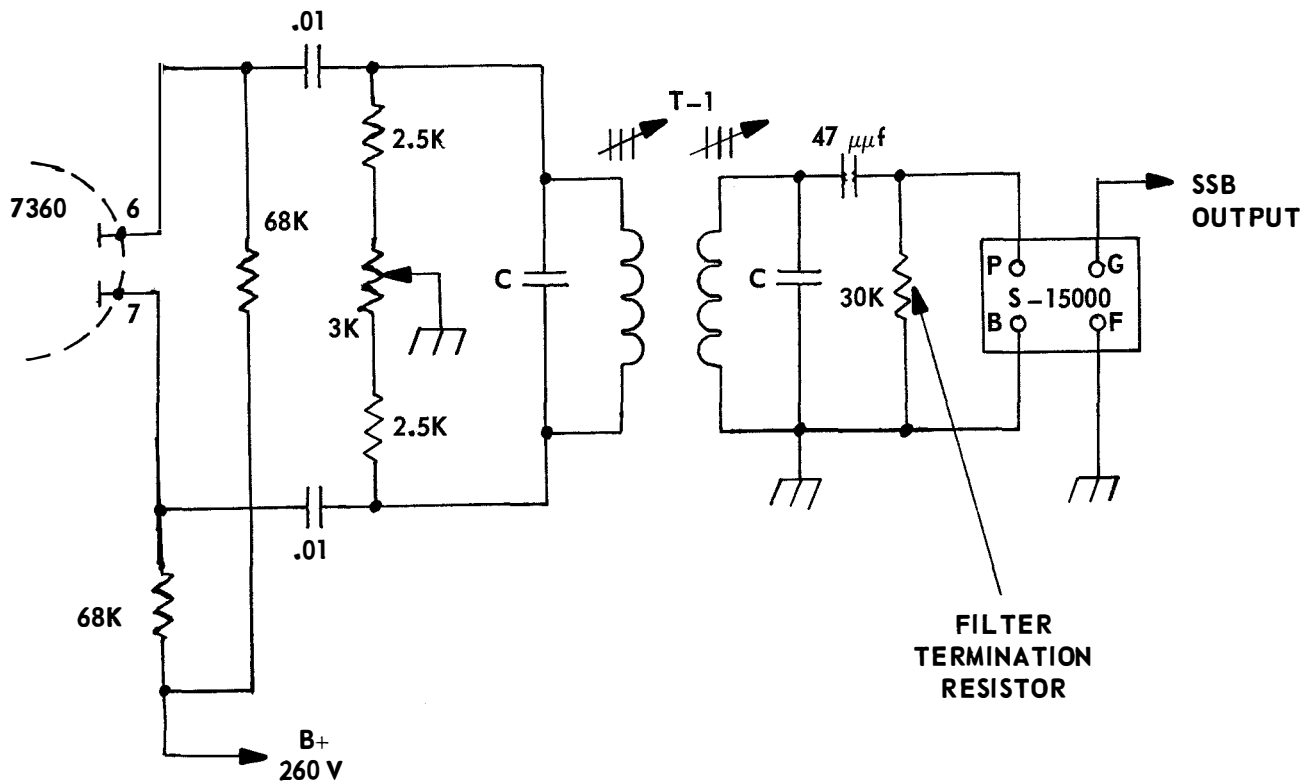 .01
T-1
2.5K
47 μμf
7360
6
68K
SSB
OUTPUT
C
C
P
G
S-15000
3K
30K
B
F
7
2.5K
.01
68K
FILTER
TERMINATION
RESISTOR
B+
260 V